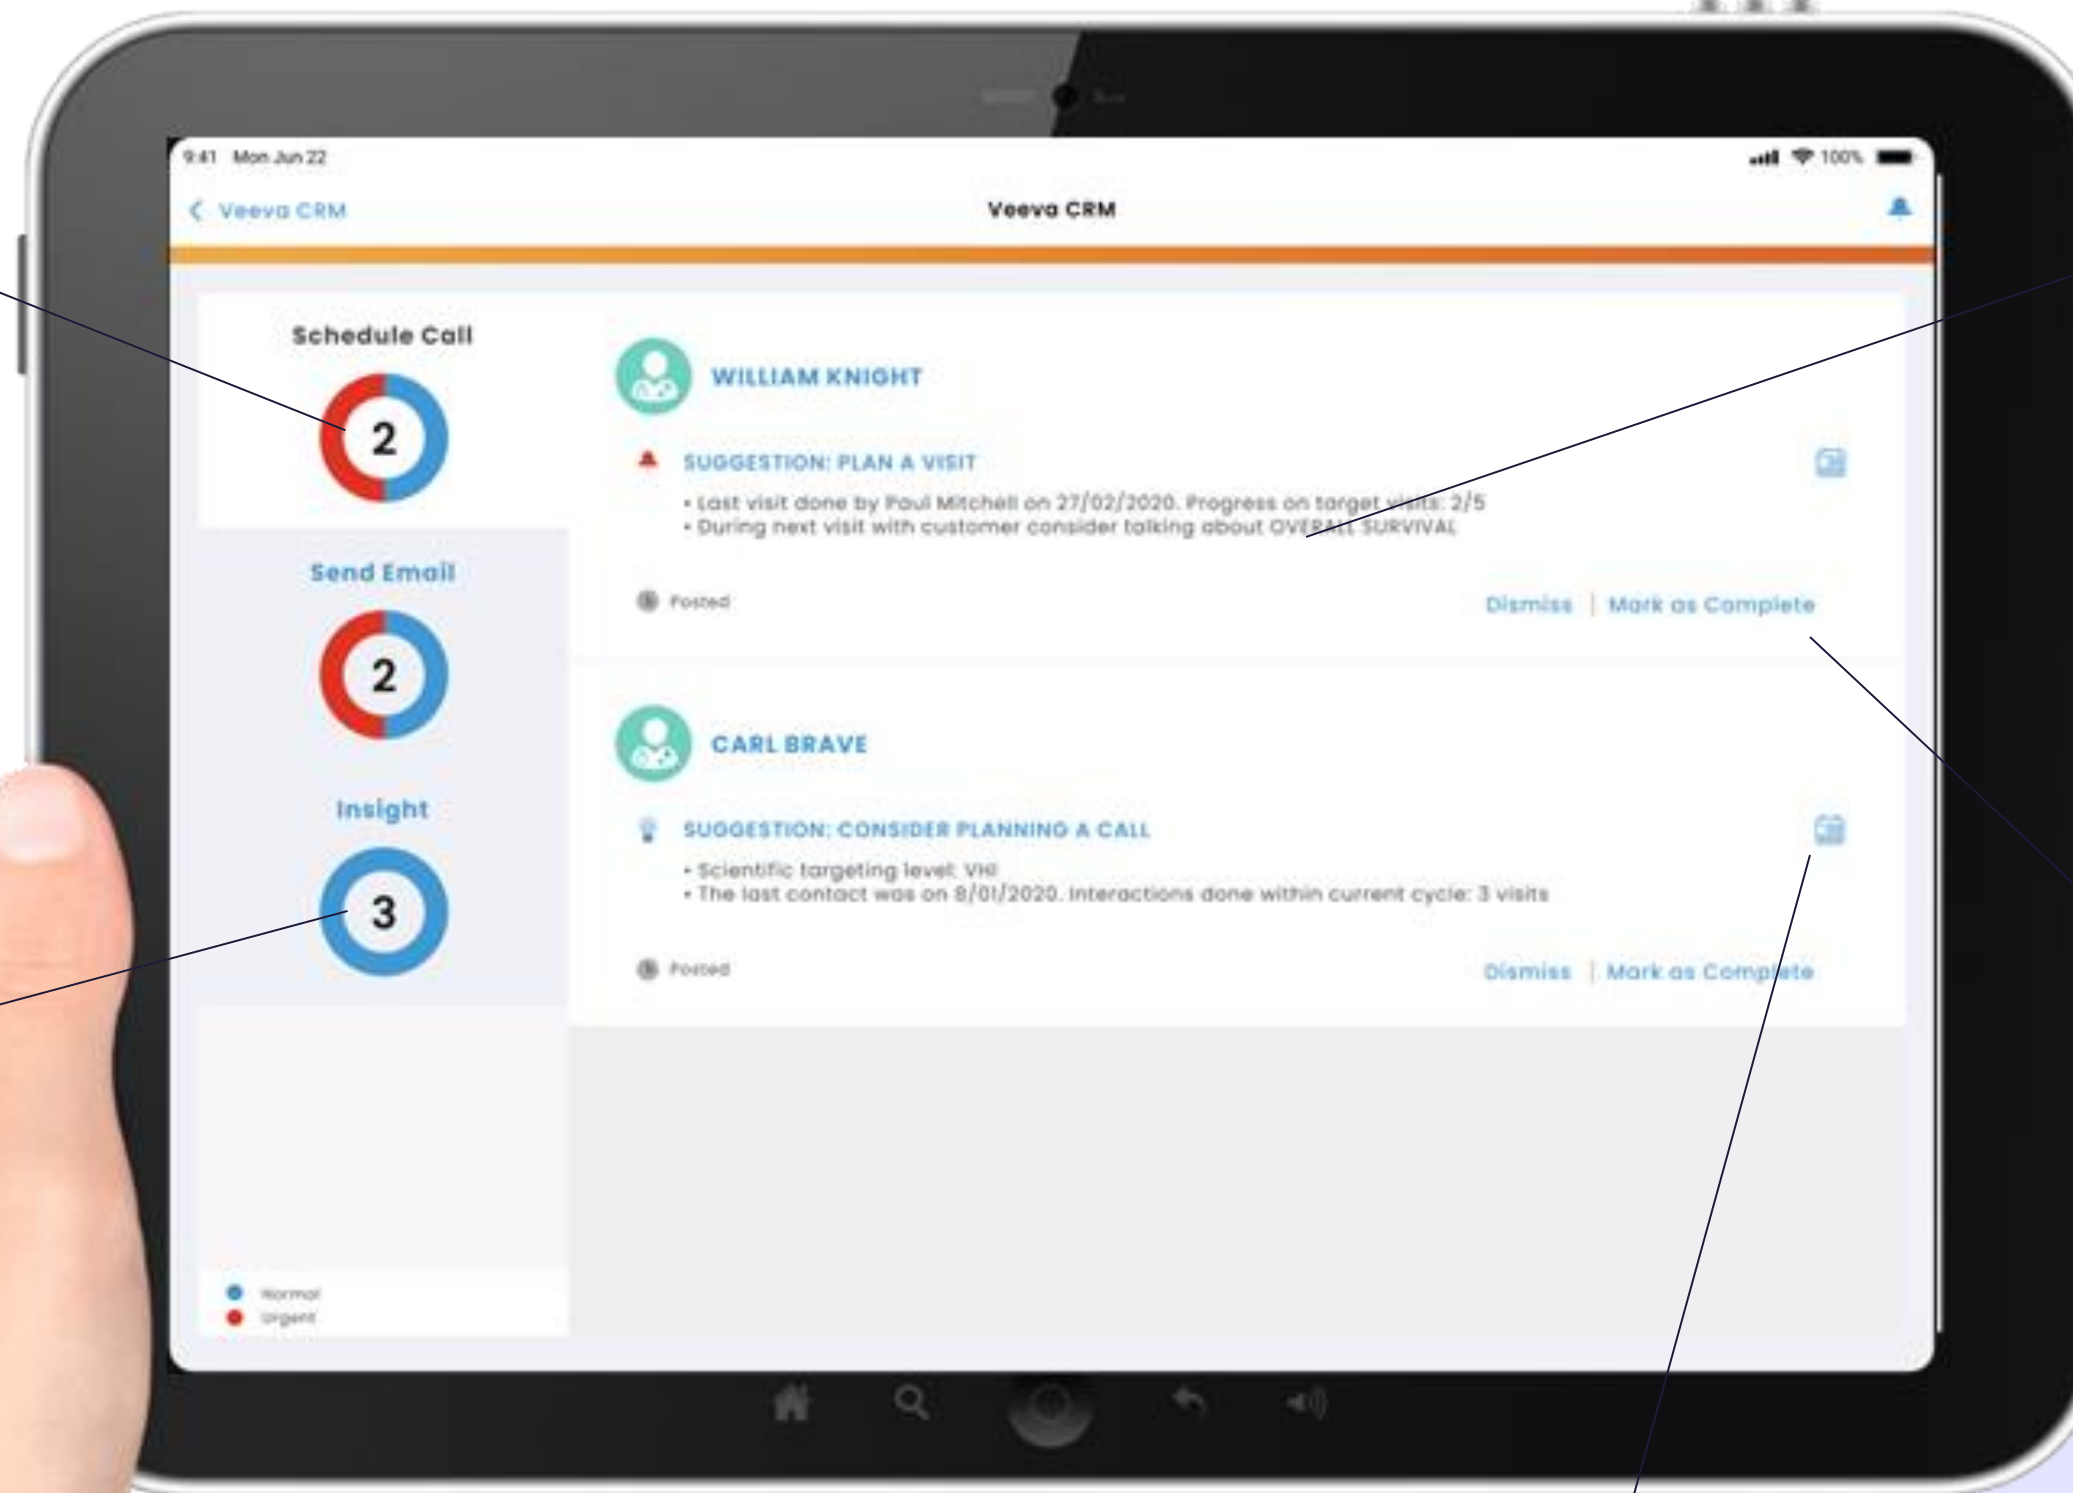 9:41 Mon Jun 22
100%
Veeva CRM
Veeva CRM
Schedule Call
2
Send Email
2
Insight
3
Normal
Urgent
WILLIAM KNIGHT
SUGGESTION: PLAN A VISIT
• Last visit done by Paul Mitchell on 27/02/2020. Progress on target visits: 2/5
• During next visit with customer consider talking about OVERALL SURVIVAL
Posted
Dismiss | Mark as Complete
CARL BRAVE
SUGGESTION: CONSIDER PLANNING A CALL
• Scientific targeting level: VHI
• The last contact was on 8/01/2020. Interactions done within current cycle: 3 visits
Posted
Dismiss | Mark as Complete